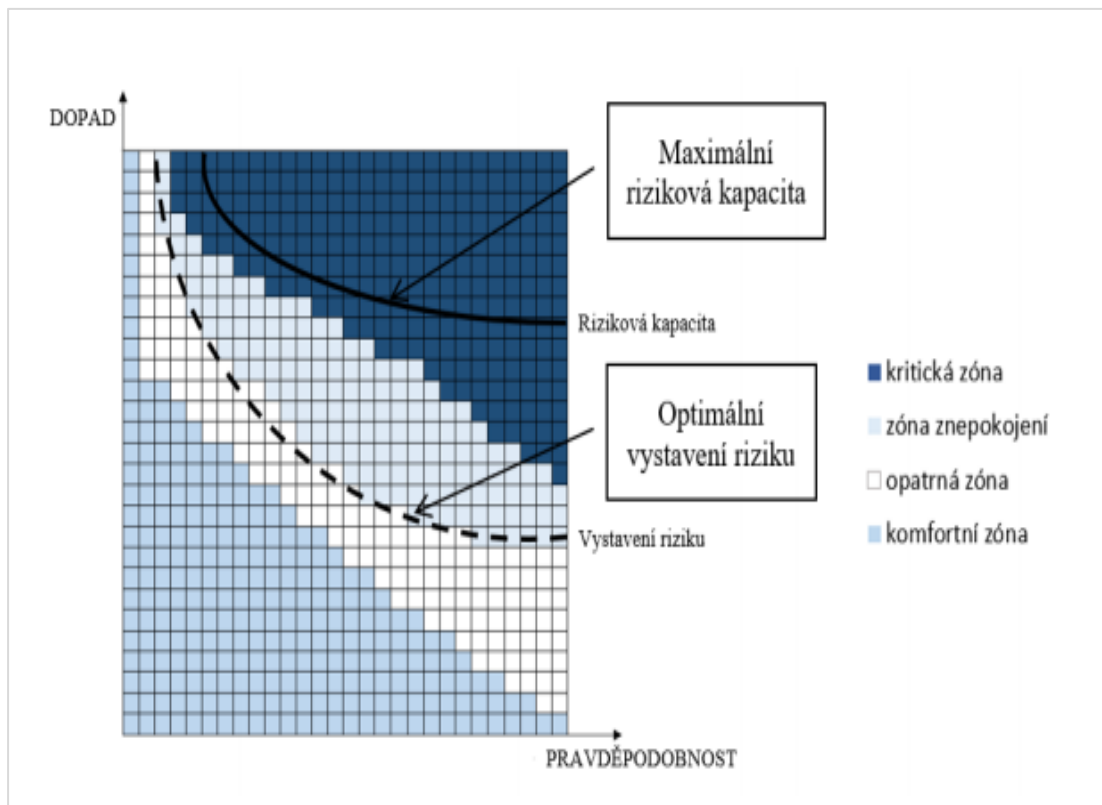 DOPAD
Maximální
riziková kapacita
Riziková kapacita
Optimální
vystavení riziku
Vystavení riziku
kritická zóna
zóna znepokojení
opatrná zóna
komfortní zóna
PRAVDĚPODOBNOST